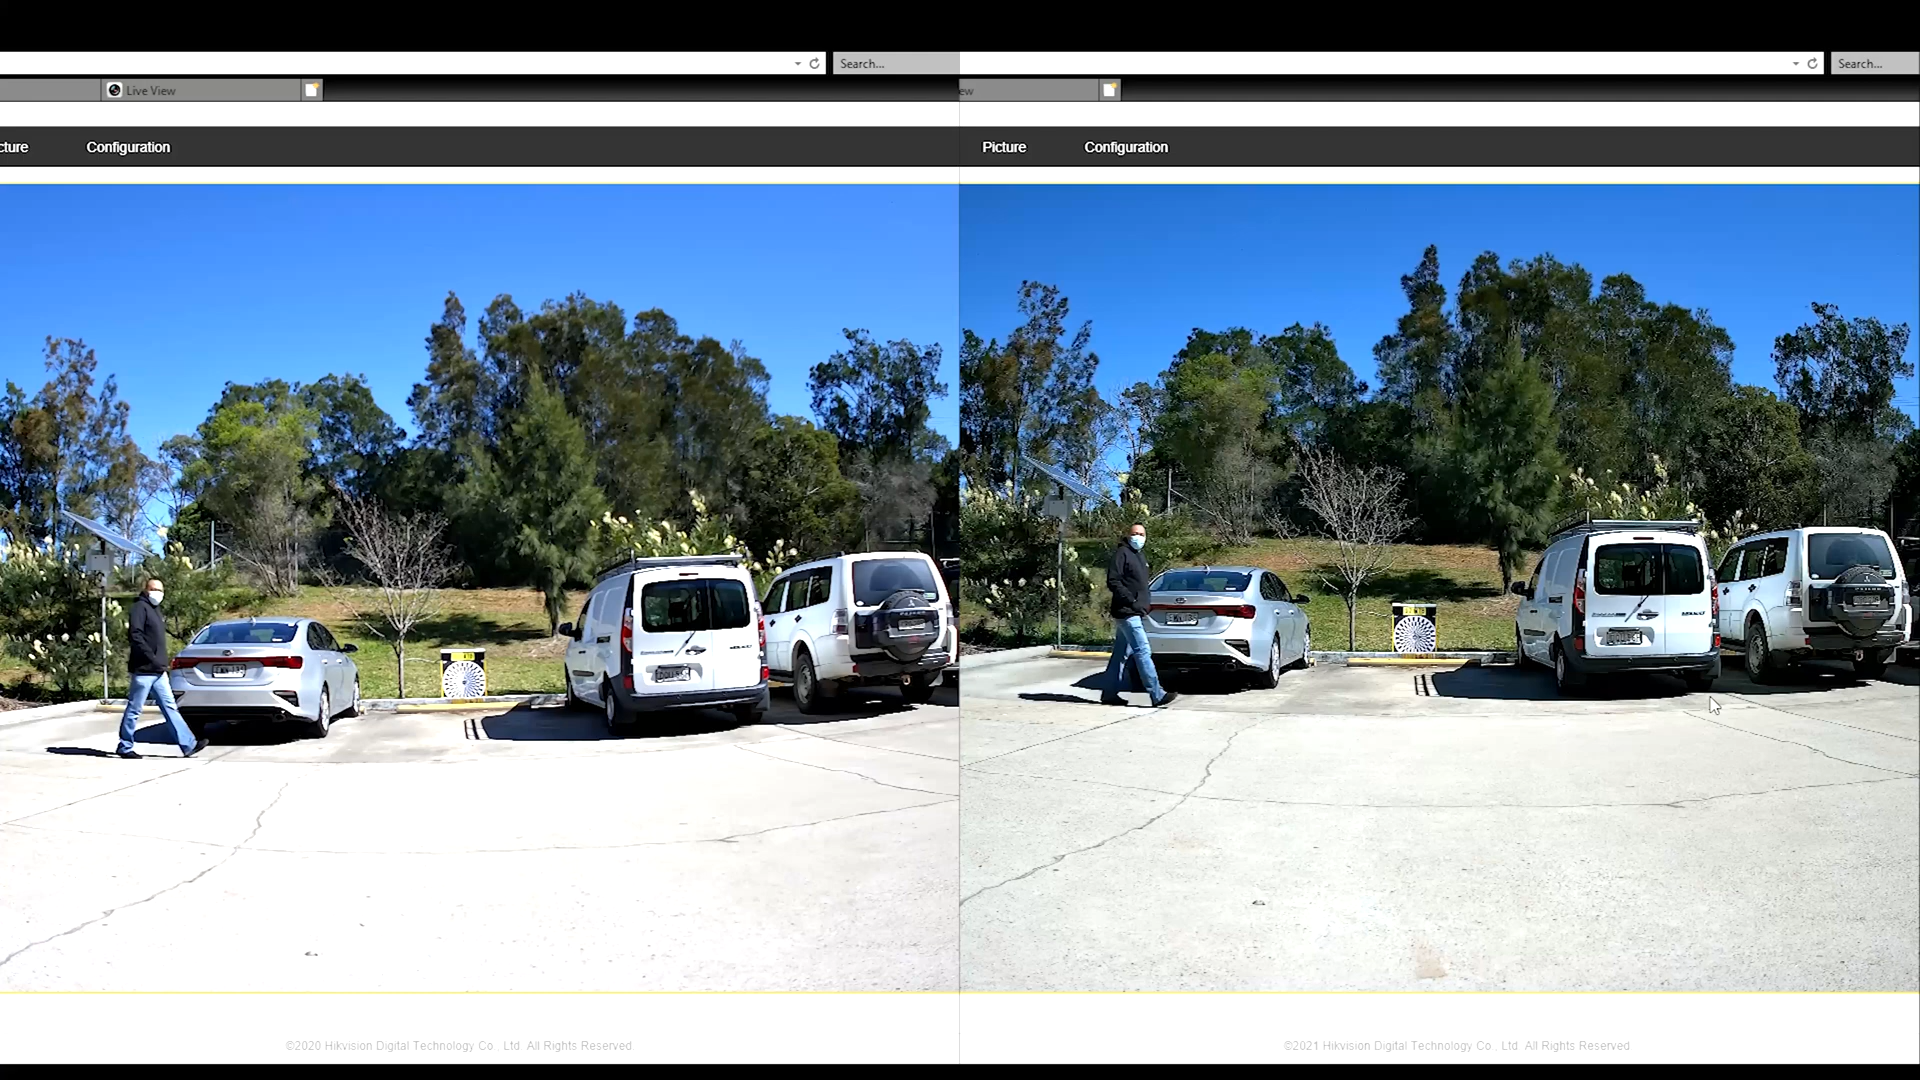 Search...
Search...
Live View
ew
cture
Configuration
Picture
Configuration
©2020 Hikvision Digital Technology Co., Ltd. All Rights Reserved.
©2021 Hikvision Digital Technology Co., Ltd. All Rights Reserved.